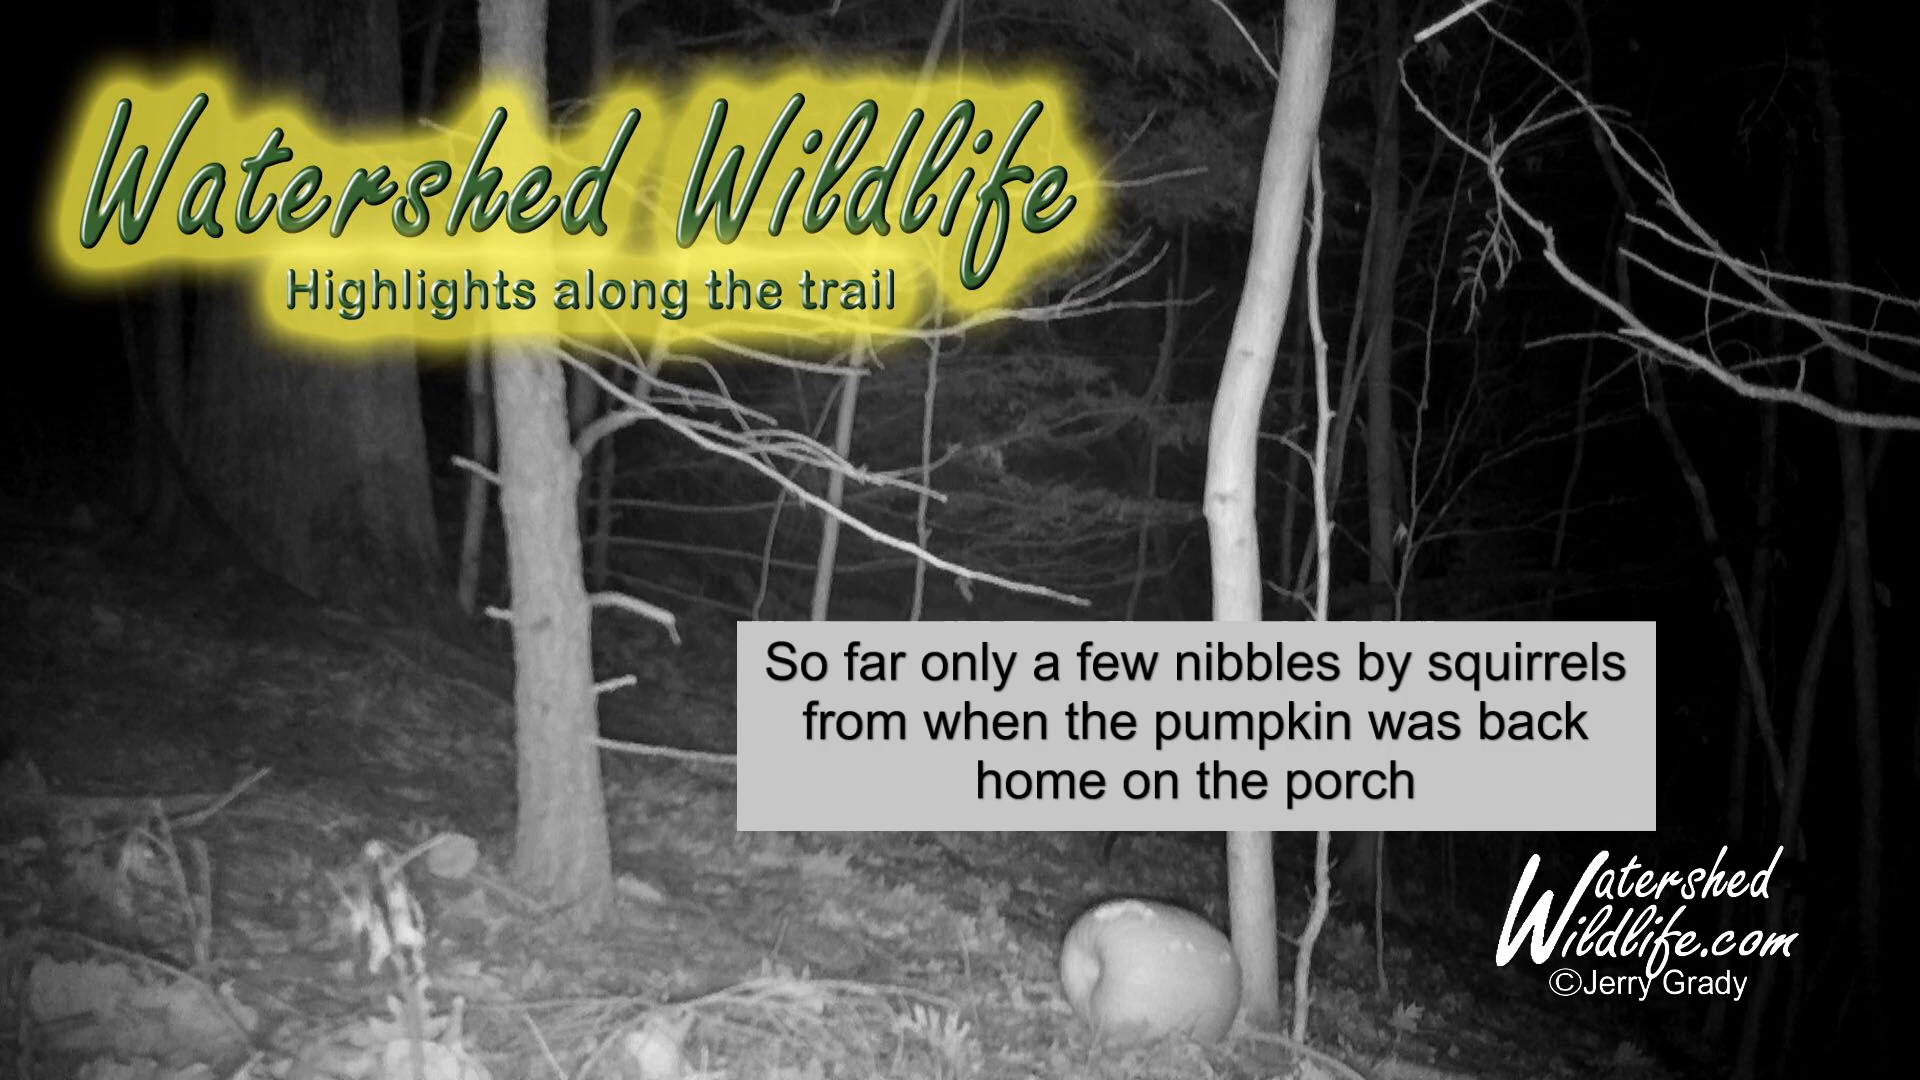 Watershed Wildlife
Highlights along the trail
So far only a few nibbles by squirrels
from when the pumpkin was back
home on the porch
Watershed
Wildlife.com
©Jerry Grady